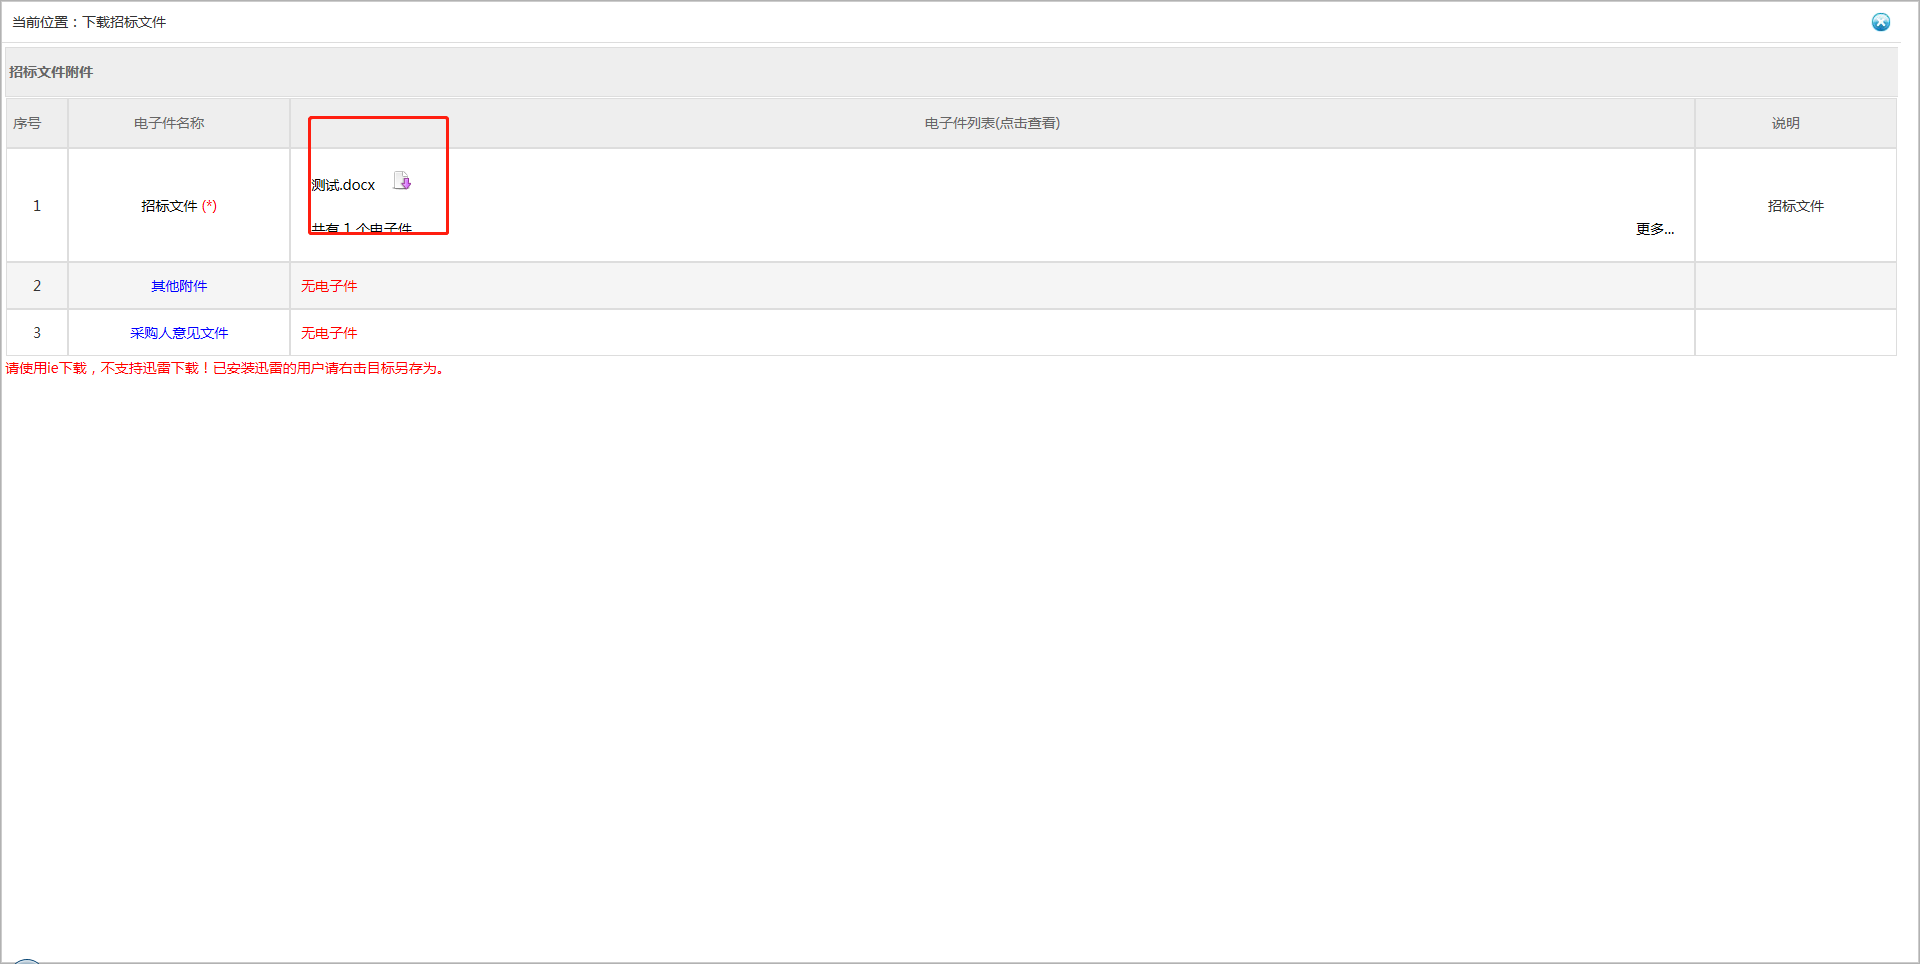 当前位置：下载招标文件
招标文件附件
序号 电子件名称 电子件列表(点击查看) 说明
1 招标文件 (*) 测试.docx 招标文件
共有 1 个电子件 更多...
2 其他附件 无电子件
3 采购人意见文件 无电子件
请使用ie下载，不支持迅雷下载！已安装迅雷的用户请右击目标另存为。